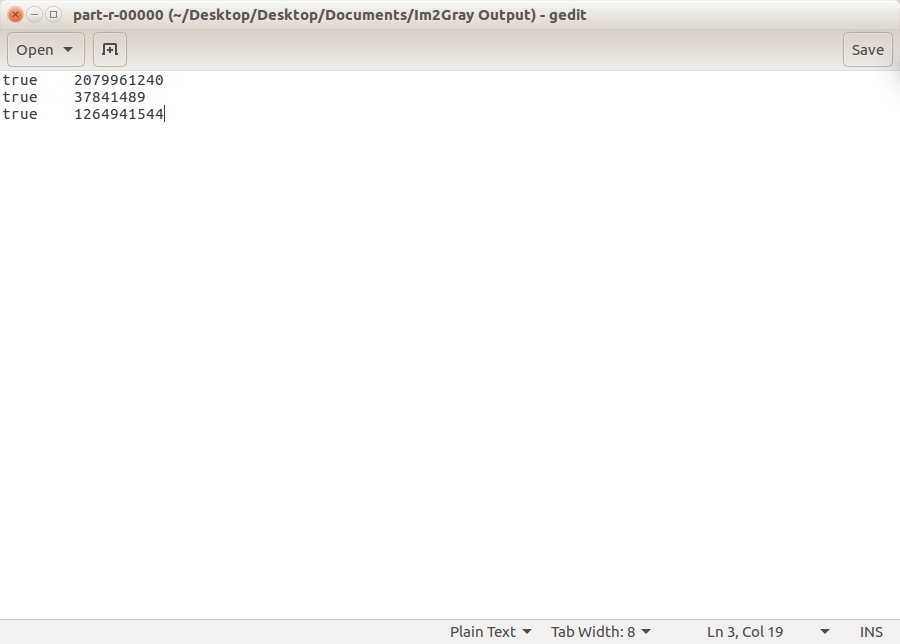 part-r-00000 (~/Desktop/Desktop/Documents/Im2Gray Output) - gedit
Open
Save
true 2079961240
true 37841489
true 1264941544
Plain Text Tab Width: 8 Ln 3, Col 19 INS